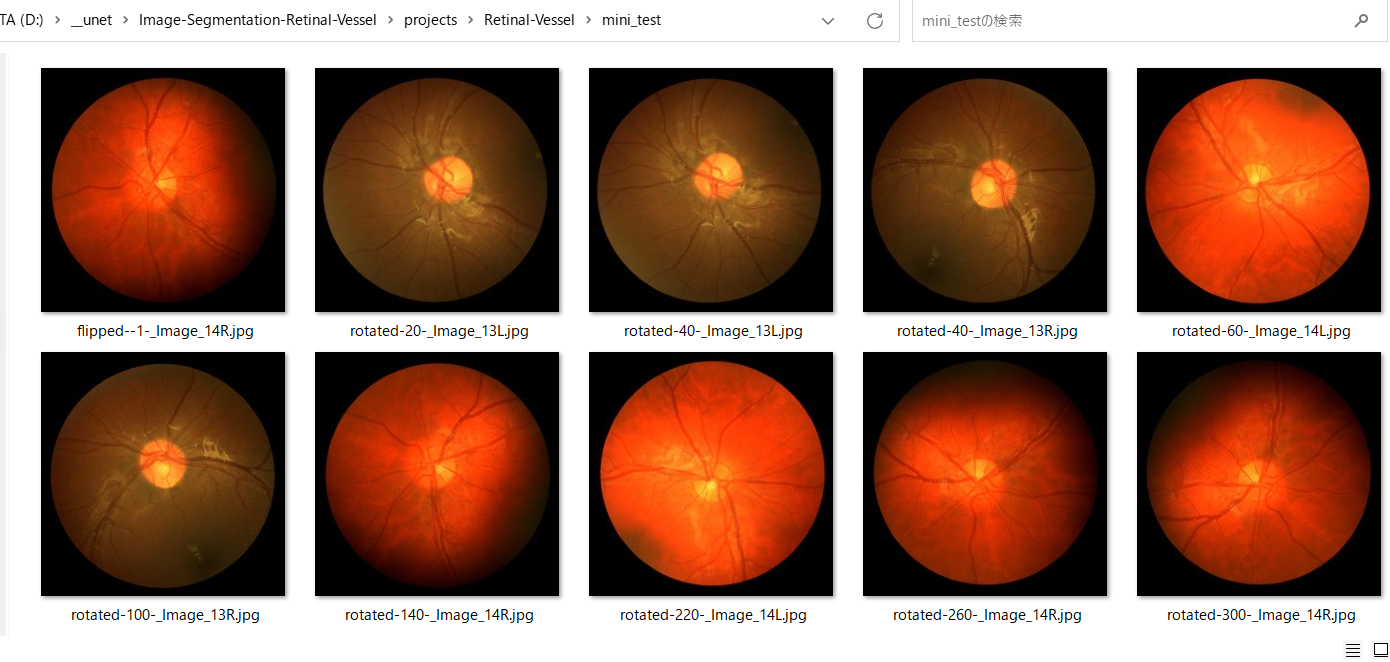 TA (D:) > __unet > Image-Segmentation-Retinal-Vessel > projects > Retinal-Vessel > mini_test
mini_testの検索
flipped--1-_Image_14R.jpg
rotated-20-_Image_13L.jpg
rotated-40-_Image_13L.jpg
rotated-40-_Image_13R.jpg
rotated-60-_Image_14L.jpg
rotated-100-_Image_13R.jpg
rotated-140-_Image_14R.jpg
rotated-220-_Image_14L.jpg
rotated-260-_Image_14R.jpg
rotated-300-_Image_14R.jpg